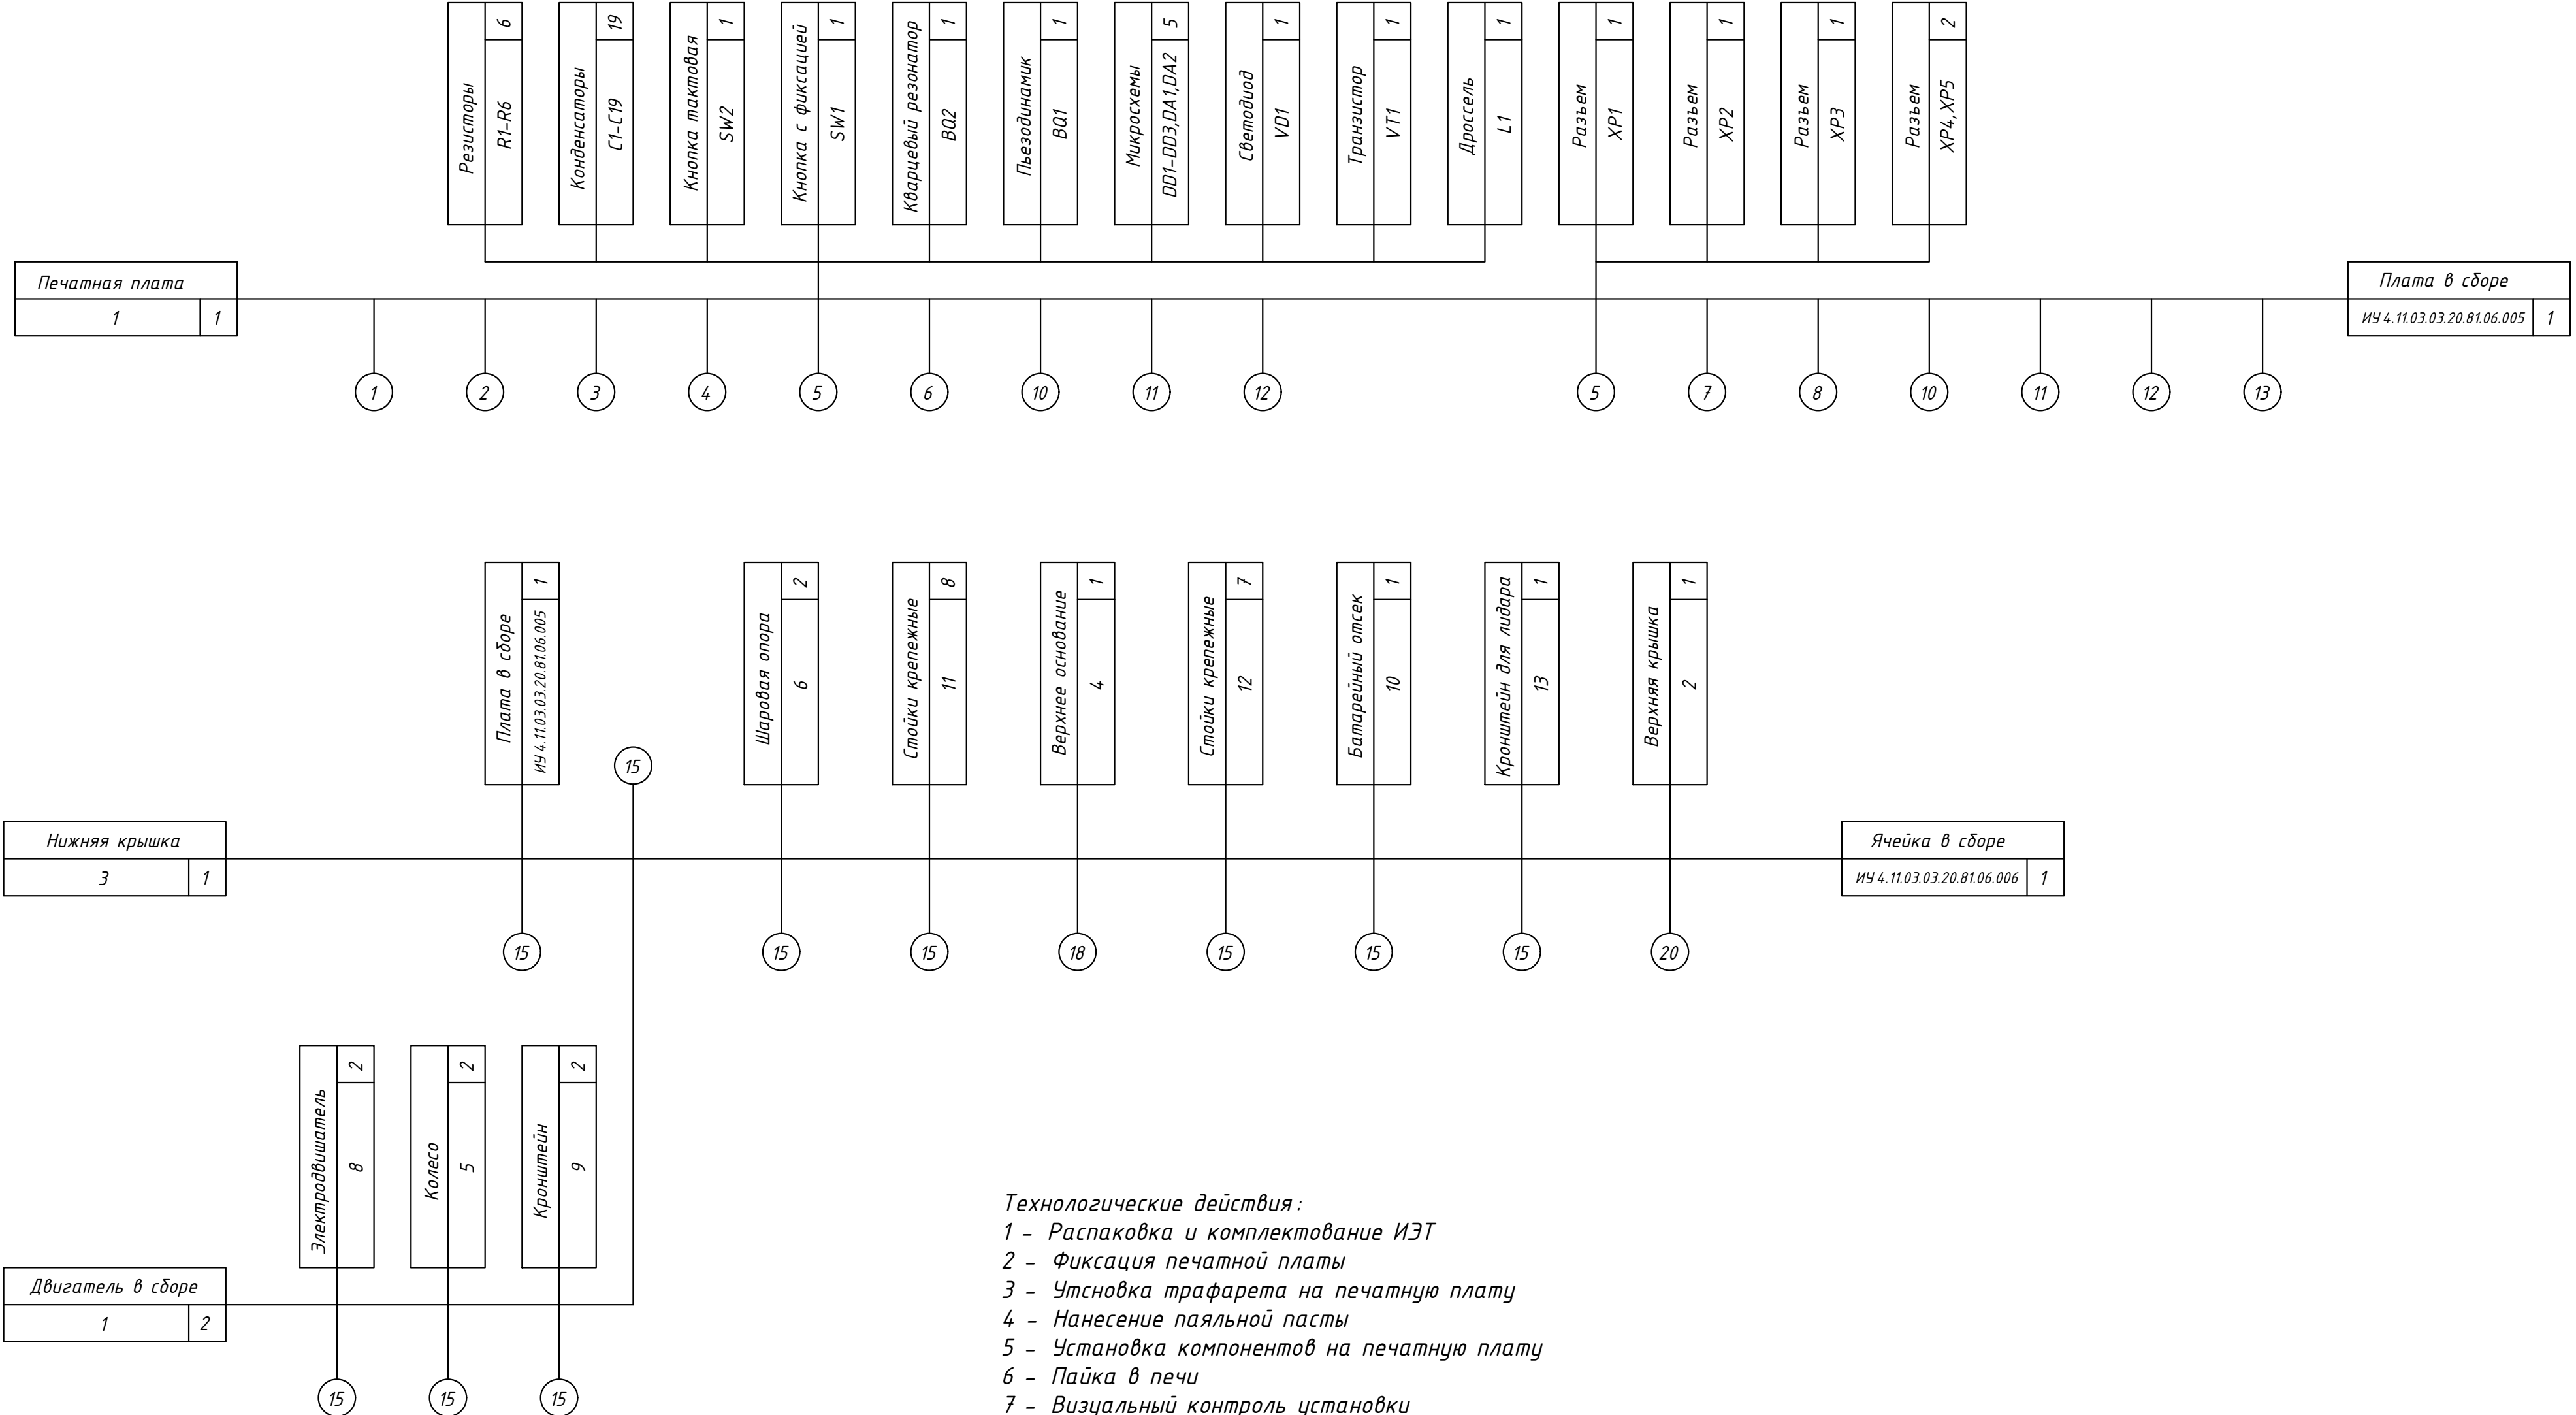 Резисторы
R1-R6
6
Конденсаторы
C1-C19
19
Кнопка тактовая
SW2
1
Кнопка с фиксацией
SW1
1
Кварцевый резонатор
BQ2
1
Пьезодинамик
BQ1
1
Микросхемы
DD1-DD3,DA1,DA2
5
Светодиод
VD1
1
Транзистор
VT1
1
Дроссель
L1
1
Разъем
XP1
1
Разъем
XP2
1
Разъем
XP3
1
Разъем
XP4,XP5
2
Печатная плата
1
1
Плата в сборе
ИУ 4.11.03.03.20.81.06.005
1
1
2
3
4
5
6
10
11
12
5
7
8
10
11
12
13
Плата в сборе
ИУ 4.11.03.03.20.81.06.005
1
15
Шаровая опора
6
2
Стойки крепежные
11
8
Верхнее основание
4
1
Стойки крепежные
12
7
Батарейный отсек
10
1
Кронштейн для лидара
13
1
Верхняя крышка
2
1
Нижняя крышка
3
1
Ячейка в сборе
ИУ 4.11.03.03.20.81.06.006
1
15
15
15
18
15
15
15
20
Электродвишатель
8
2
Колесо
5
2
Кронштейн
9
2
Двигатель в сборе
1
2
15
15
15
Технологические действия:
1 - Распаковка и комплектование ИЭТ
2 - Фиксация печатной платы
3 - Утсновка трафарета на печатную плату
4 - Нанесение паяльной пасты
5 - Установка компонентов на печатную плату
6 - Пайка в печи
7 - Визуальный контроль установки